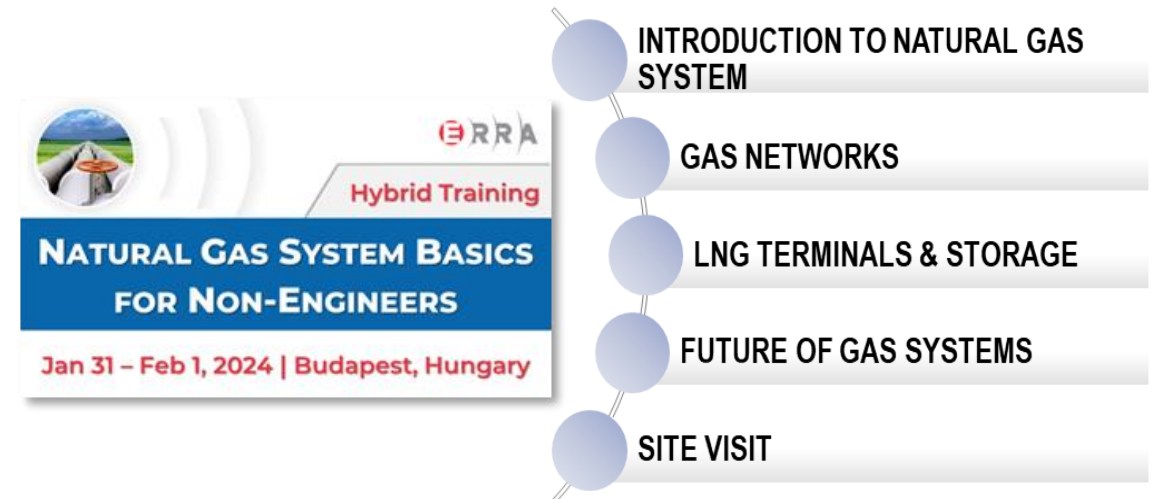 ERRA
Hybrid Training
NATURAL GAS SYSTEM BASICS
FOR NON-ENGINEERS
Jan 31 – Feb 1, 2024 | Budapest, Hungary
INTRODUCTION TO NATURAL GAS
SYSTEM
GAS NETWORKS
LNG TERMINALS & STORAGE
FUTURE OF GAS SYSTEMS
SITE VISIT